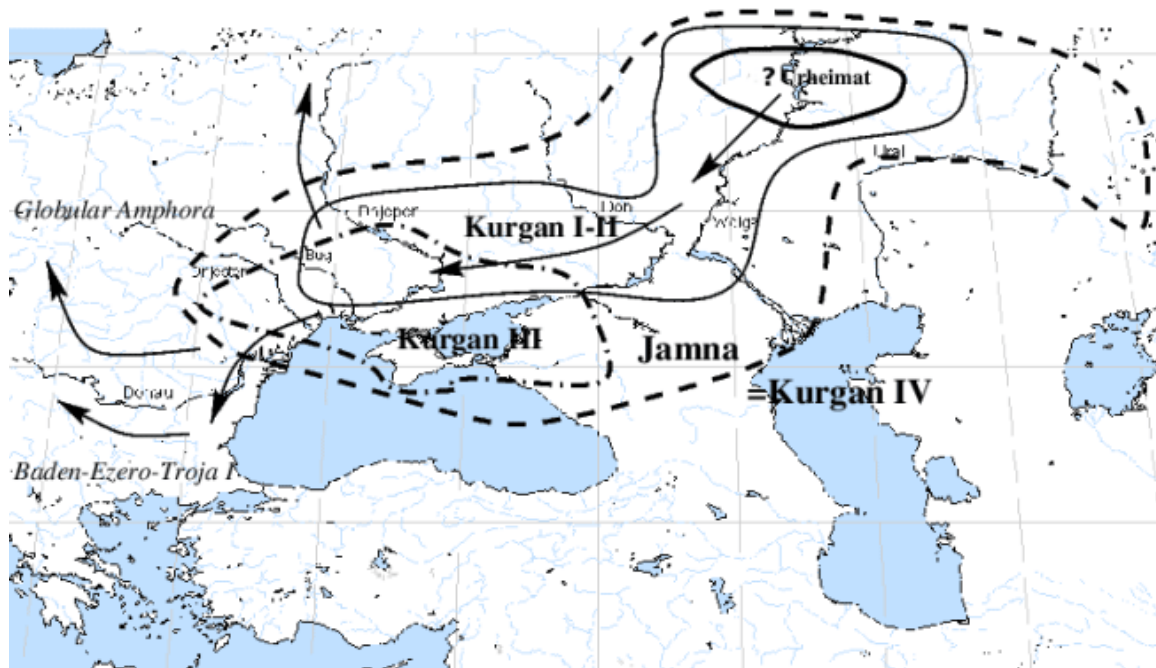 ? Urheimat
Ural
Globular Amphora
Dnjeper
Don
Kurgan I-II
Wolga
Bug
Dnjester
Kurgan III
Jamna
Donau
=Kurgan IV
Baden-Ezero-Troja I